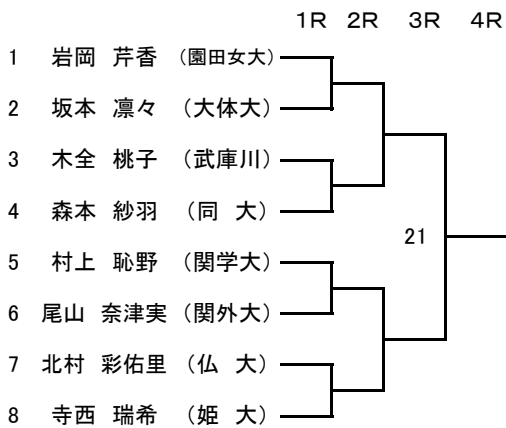 1R 2R 3R 4R
1 岩岡 芹香 (園田女大)
2 坂本 凛々 (大体大)
3 木全 桃子 (武庫川)
4 森本 紗羽 (同 大)
21
5 村上 恥野 (関学大)
6 尾山 奈津実 (関外大)
7 北村 彩佑里 (仏 大)
8 寺西 瑞希 (姫 大)